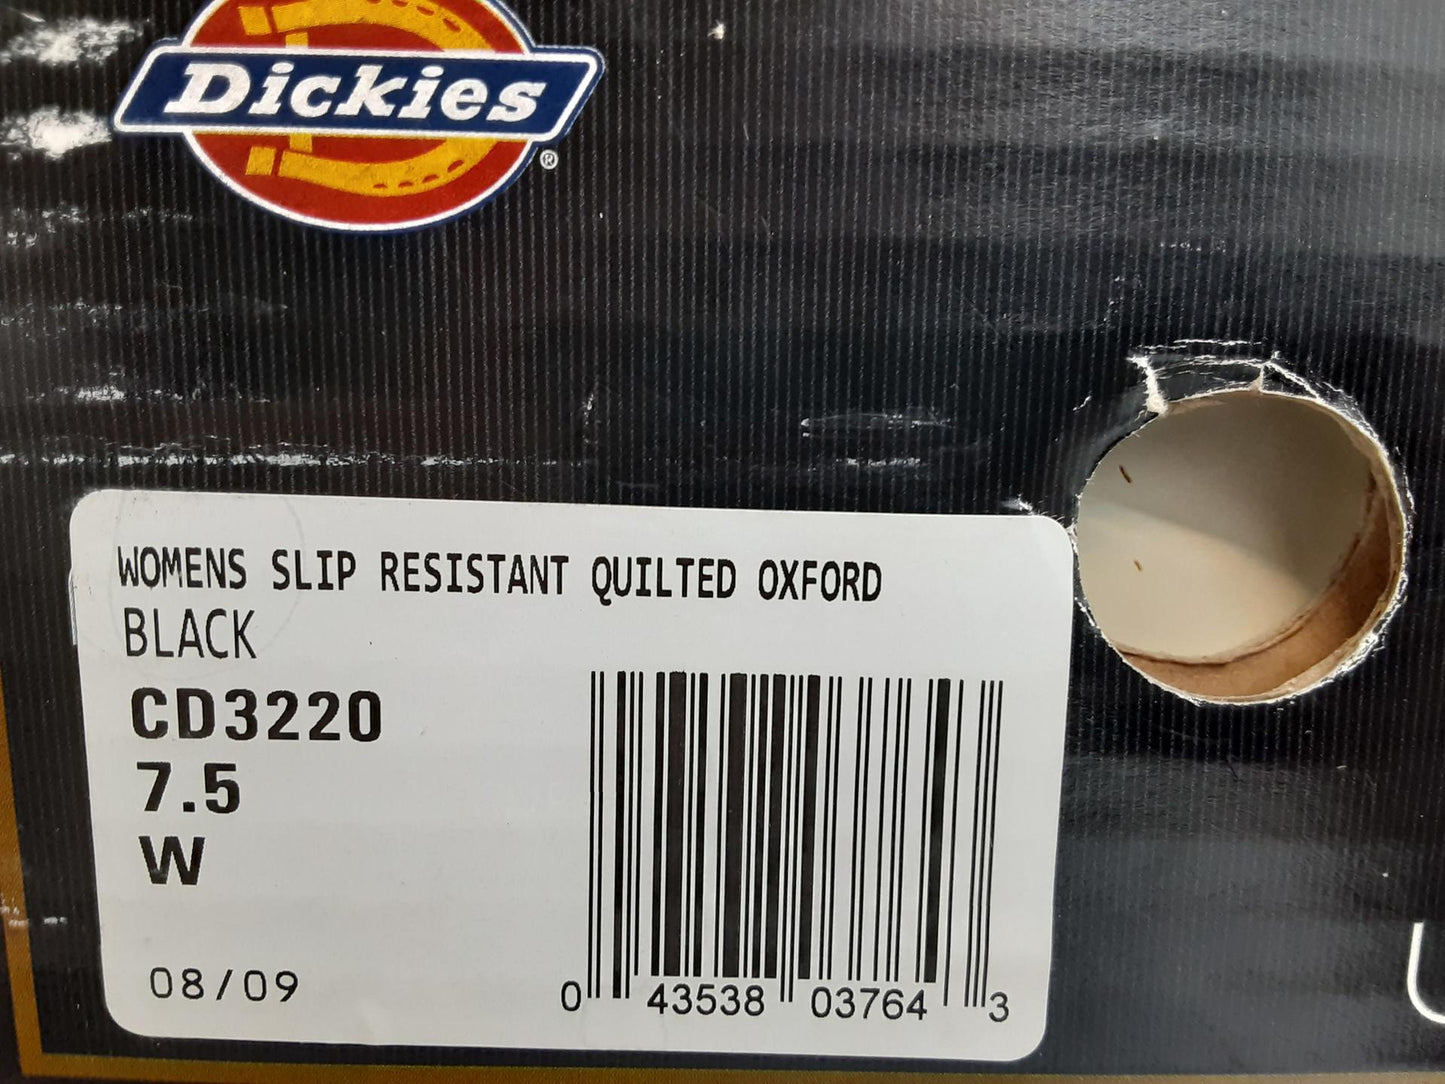 Dickies
®
WOMENS SLIP RESISTANT QUILTED OXFORD
BLACK
CD3220
7.5
W
08/09
0 43538 03764 3